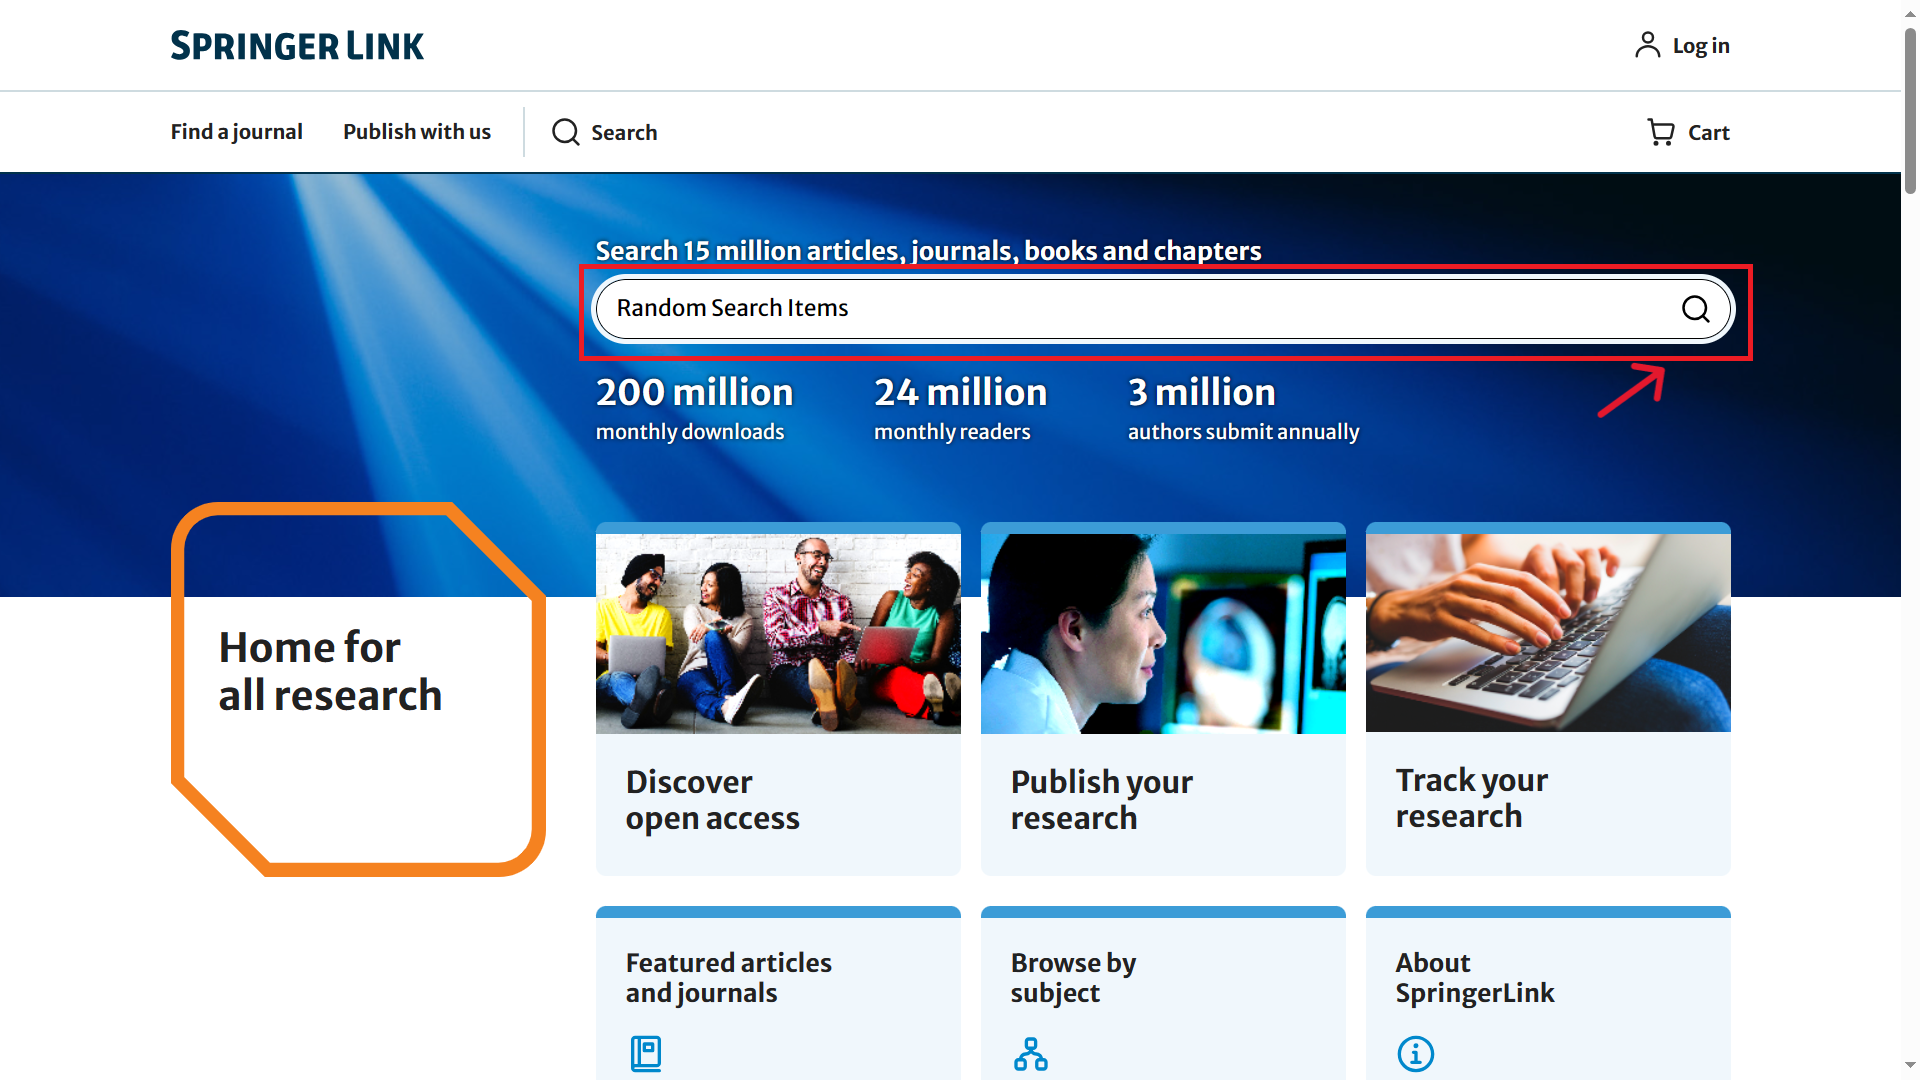 SPRINGER LINK
Log in
Find a journal
Publish with us
Search
Cart
Search 15 million articles, journals, books and chapters
Random Search Items
200 million
monthly downloads
24 million
monthly readers
3 million
authors submit annually
Home for
all research
Discover
open access
Publish your
research
Track your
research
Featured articles
and journals
Browse by
subject
About
SpringerLink